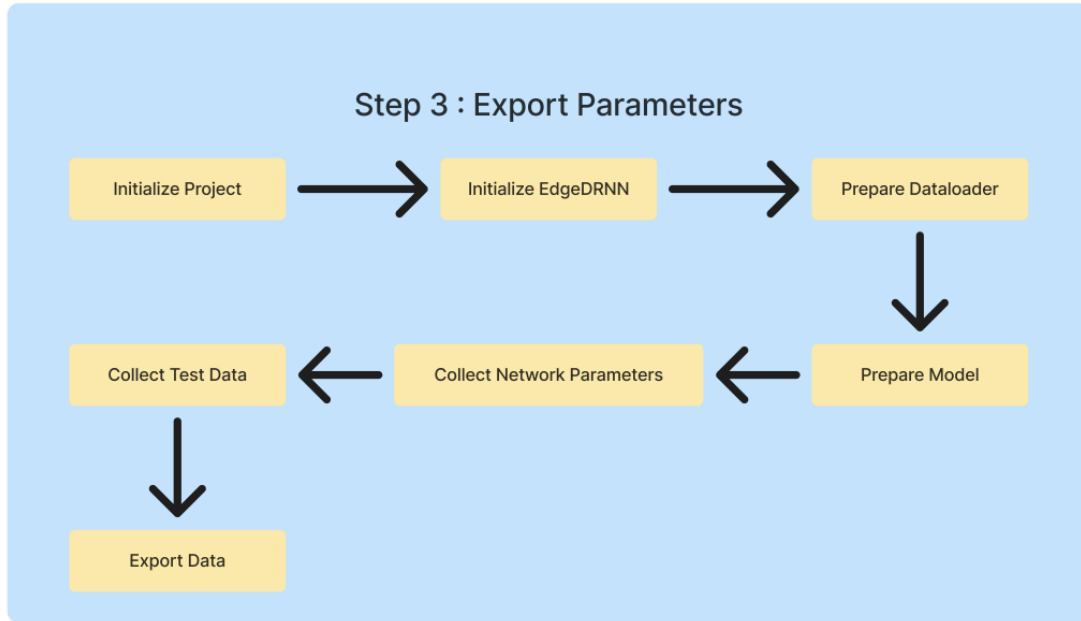 Step 3 : Export Parameters
Initialize Project
Initialize EdgeDRNN
Prepare Dataloader
Prepare Model
Collect Network Parameters
Collect Test Data
Export Data